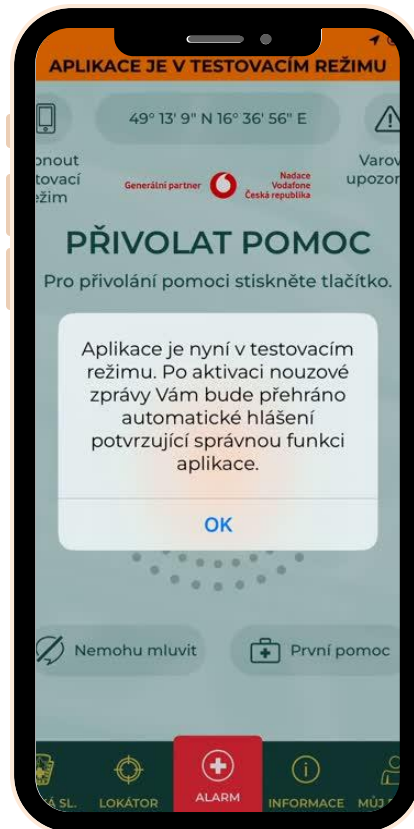 APLIKACE JE V TESTOVACÍM REŽIMU
49° 13' 9" N 16° 36' 56" E
Generální partner
Nadace
Vodafone
Česká republika
PŘIVOLAT POMOC
Pro přivolání pomoci stiskněte tlačítko.
Aplikace je nyní v testovacím
režimu. Po aktivaci nouzové
zprávy Vám bude přehráno
automatické hlášení
potvrzující správnou funkci
aplikace.
OK
Nemohu mluvit
První pomoc
SL.
LOKÁTOR
ALARM
INFORMACE
MŮJ